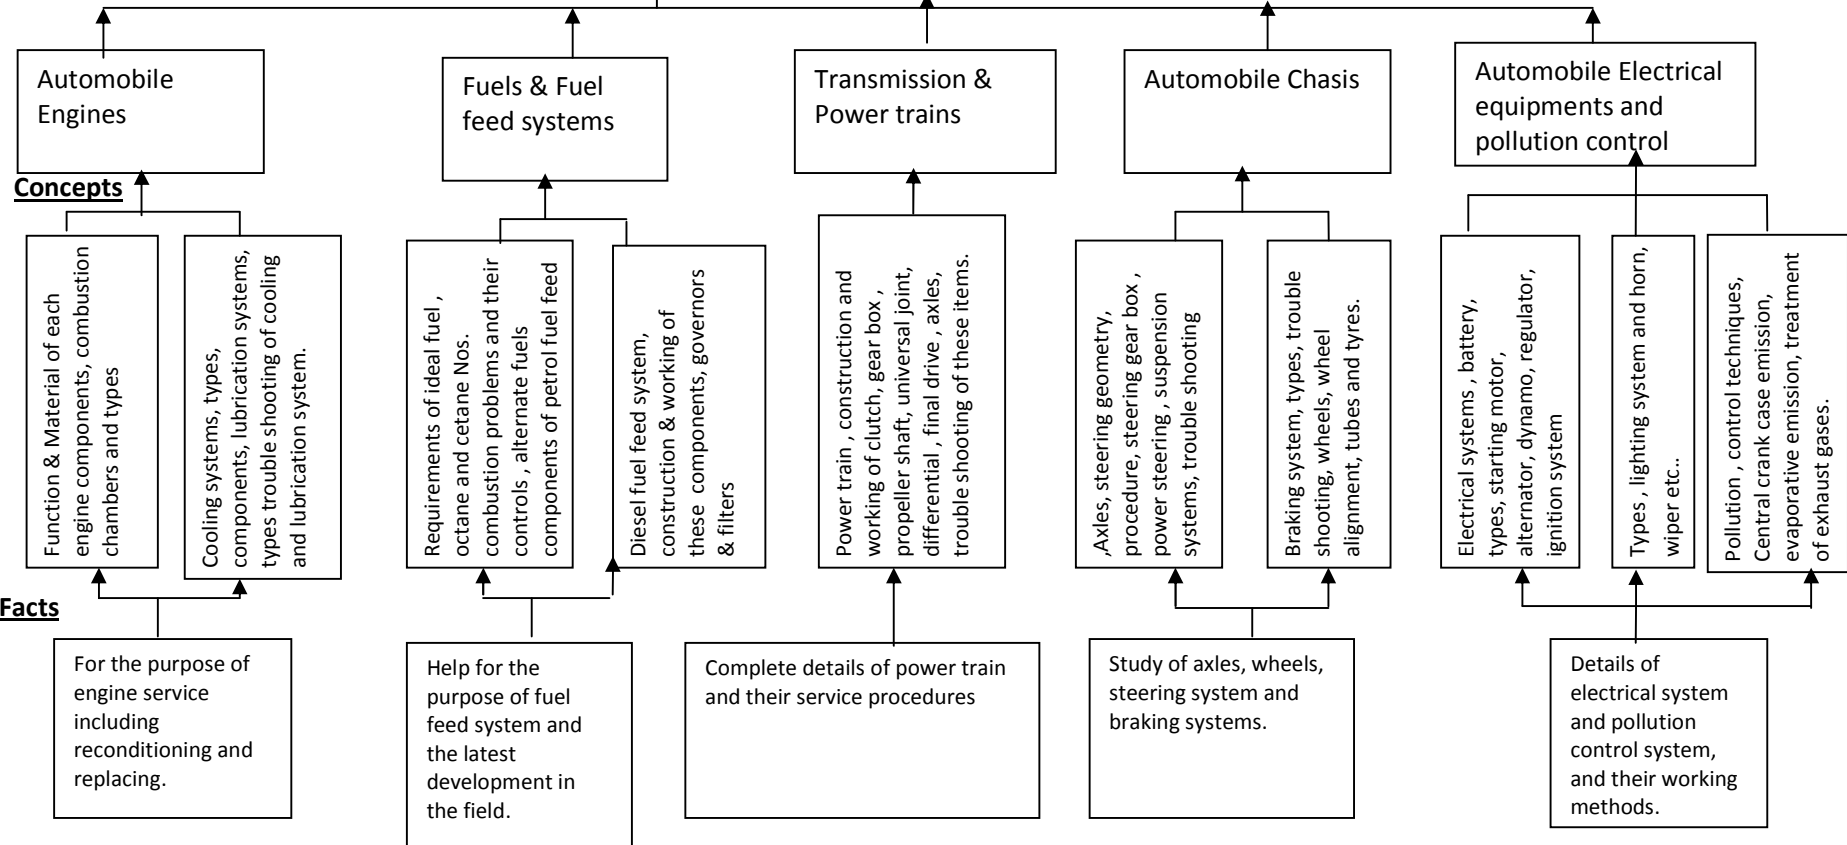 Automobile
Engines
Fuels & Fuel
feed systems
Transmission &
Power trains
Automobile Chasis
Automobile Electrical
equipments and
pollution control
Concepts
Function & Material of each
engine components, combustion
chambers and types
Cooling systems, types,
components, lubrication systems,
types trouble shooting of cooling
and lubrication system.
Requirements of ideal fuel ,
octane and cetane Nos.
combustion problems and their
controls , alternate fuels
components of petrol fuel feed
Diesel fuel feed system,
construction & working of
these components, governors
& filters
Power train , construction and
working of clutch, gear box ,
propeller shaft, universal joint,
differential , final drive , axles,
trouble shooting of these items.
,Axles, steering geometry,
procedure, steering gear box ,
power steering , suspension
systems, trouble shooting
Braking system, types, trouble
shooting, wheels, wheel
alignment, tubes and tyres.
Electrical systems , battery,
types, starting motor,
alternator, dynamo, regulator,
ignition system
Types , lighting system and horn,
wiper etc..
Pollution , control techniques,
Central crank case emission,
evaporative emission, treatment
of exhaust gases.
Facts
For the purpose of
engine service
including
reconditioning and
replacing.
Help for the
purpose of fuel
feed system and
the latest
development in
the field.
Complete details of power train
and their service procedures
Study of axles, wheels,
steering system and
braking systems.
Details of
electrical system
and pollution
control system,
and their working
methods.